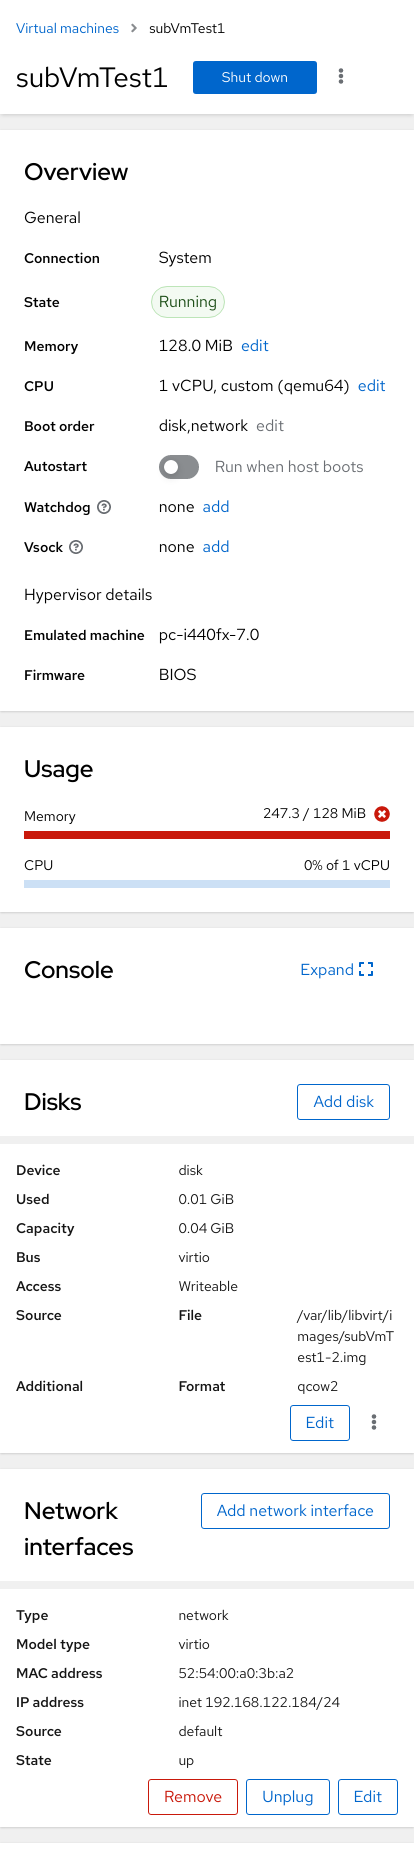 Virtual machines > subVmTest1
subVmTest1 Shut down
Overview
General
Connection System
State Running
Memory 128.0 MiB edit
CPU 1 vCPU, custom (qemu64) edit
Boot order disk,network edit
Autostart Run when host boots
Watchdog none add
Vsock none add
Hypervisor details
Emulated machine pc-i440fx-7.0
Firmware BIOS
Usage
Memory 247.3 / 128 MiB
CPU 0% of 1 vCPU
Console Expand
Disks Add disk
Device disk
Used 0.01 GiB
Capacity 0.04 GiB
Bus virtio
Access Writeable
Source File /var/lib/libvirt/i
mages/subVmT
est1-2.img
Additional Format qcow2
Edit
Network Add network interface
interfaces
Type network
Model type virtio
MAC address 52:54:00:a0:3b:a2
IP address inet 192.168.122.184/24
Source default
State up
Remove Unplug Edit